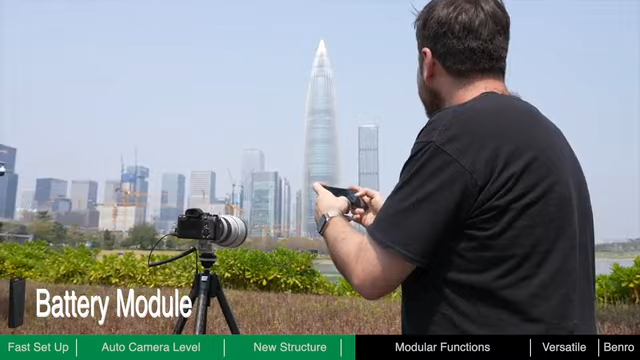 Battery Module
Fast Set Up
Auto Camera Level
New Structure
Modular Functions
Versatile
Benro